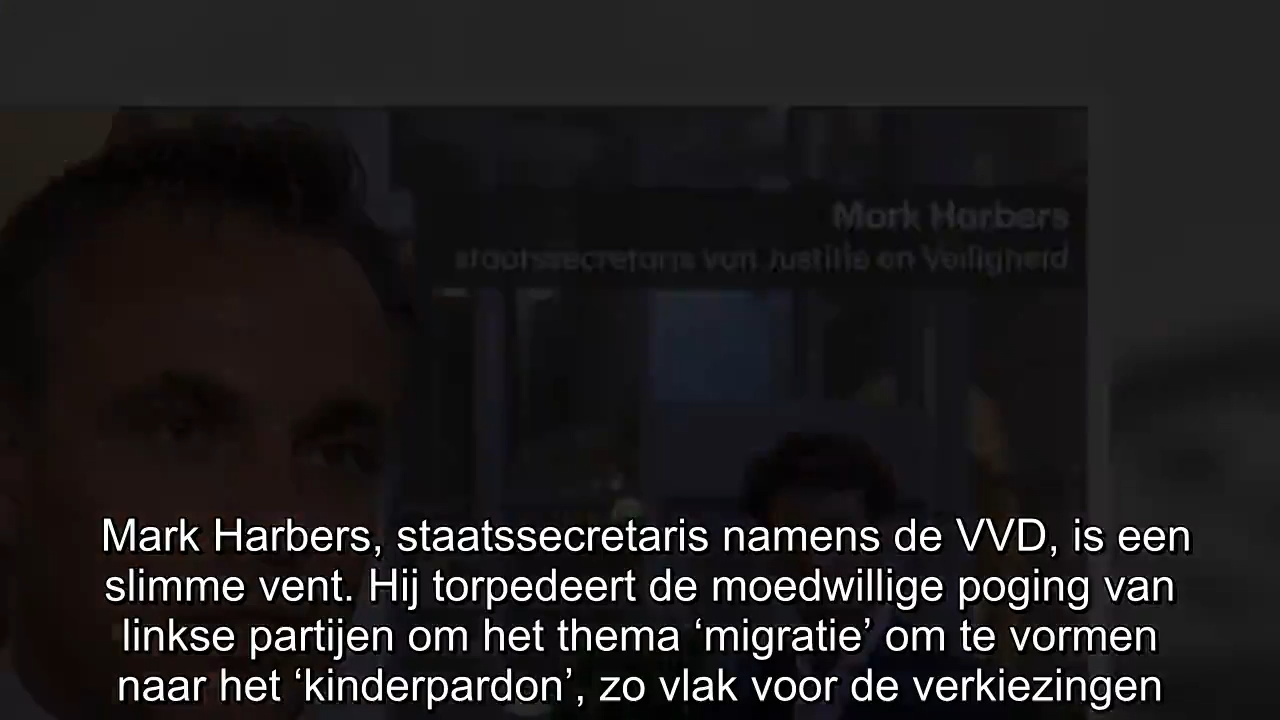 Mark Harbers
staatssecretaris van Justitie en Veiligheid
Mark Harbers, staatssecretaris namens de VVD, is een
slimme vent. Hij torpedeert de moedwillige poging van
linkse partijen om het thema ‘migratie’ om te vormen
naar het ‘kinderpardon’, zo vlak voor de verkiezingen